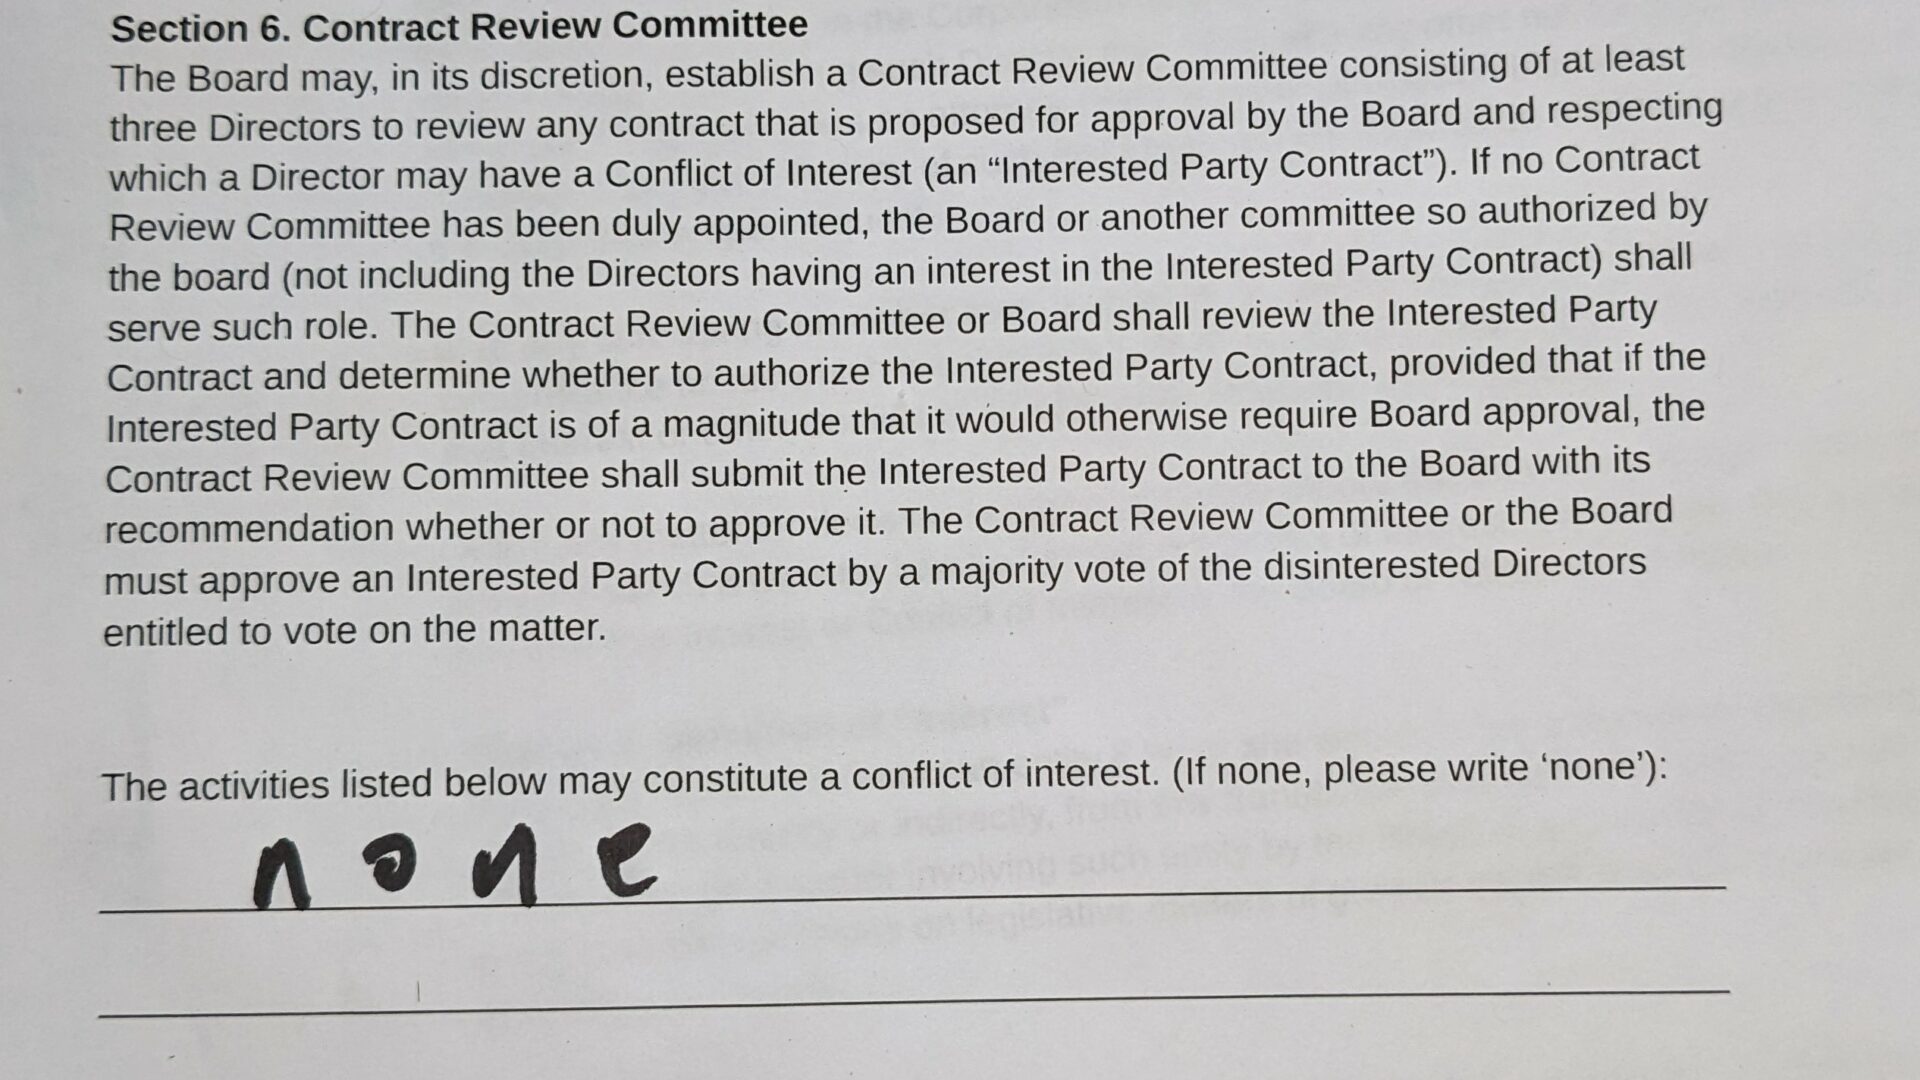 Section 6. Contract Review Committee
The Board may, in its discretion, establish a Contract Review Committee consisting of at least
three Directors to review any contract that is proposed for approval by the Board and respecting
which a Director may have a Conflict of Interest (an “Interested Party Contract”). If no Contract
Review Committee has been duly appointed, the Board or another committee so authorized by
the board (not including the Directors having an interest in the Interested Party Contract) shall
serve such role. The Contract Review Committee or Board shall review the Interested Party
Contract and determine whether to authorize the Interested Party Contract, provided that if the
Interested Party Contract is of a magnitude that it would otherwise require Board approval, the
Contract Review Committee shall submit the Interested Party Contract to the Board with its
recommendation whether or not to approve it. The Contract Review Committee or the Board
must approve an Interested Party Contract by a majority vote of the disinterested Directors
entitled to vote on the matter.
The activities listed below may constitute a conflict of interest. (If none, please write ‘none’):
none